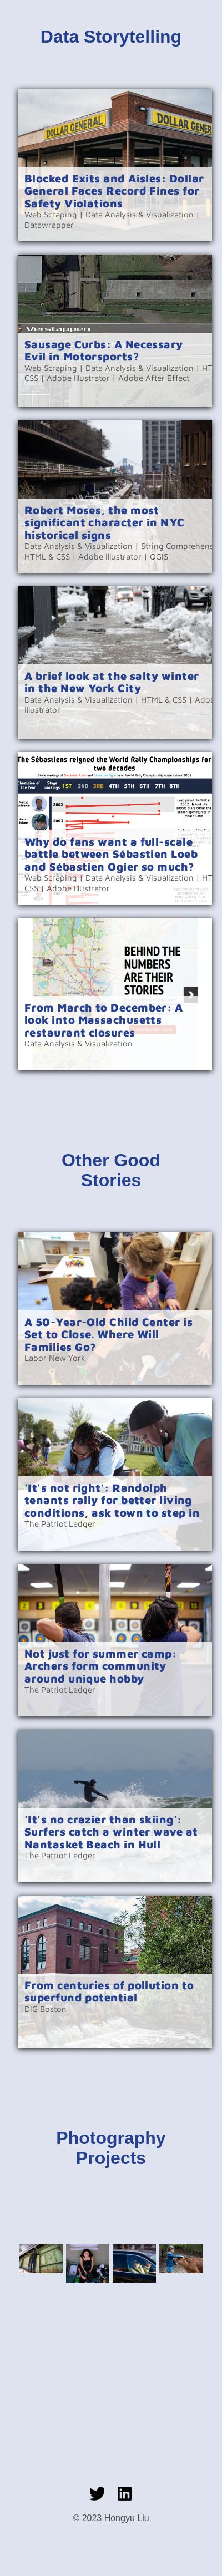 Data Storytelling
DOLLAR GENERAL
DOLLAR GENERAL
Blocked Exits and Aisles: Dollar
General Faces Record Fines for
Safety Violations
Web Scraping | Data Analysis & Visualization |
Datawrapper
Verstappen
Sausage Curbs: A Necessary
Evil in Motorsports?
Web Scraping | Data Analysis & Visualization | HT
CSS | Adobe Illustrator | Adobe After Effect
Robert Moses, the most
significant character in NYC
historical signs
Data Analysis & Visualization | String Comprehens
HTML & CSS | Adobe Illustrator | QGIS
A brief look at the salty winter
in the New York City
Data Analysis & Visualization | HTML & CSS | Adob
Illustrator
The Sébastiens reigned the World Rally Championships for
two decades
1ST 2ND 3RD 4TH 5TH 6TH 7TH 8TH
2002
2003
Why do fans want a full-scale
battle between Sébastien Loeb
and Sébastien Ogier so much?
Web Scraping | Data Analysis & Visualization | HT
CSS | Adobe Illustrator
BEHIND THE
NUMBERS
ARE THEIR
STORIES
From March to December: A
look into Massachusetts
restaurant closures
Data Analysis & Visualization
Other Good
Stories
A 50-Year-Old Child Center is
Set to Close. Where Will
Families Go?
Labor New York
'It's not right': Randolph
tenants rally for better living
conditions, ask town to step in
The Patriot Ledger
Not just for summer camp:
Archers form community
around unique hobby
The Patriot Ledger
'It's no crazier than skiing':
Surfers catch a winter wave at
Nantasket Beach in Hull
The Patriot Ledger
From centuries of pollution to
superfund potential
DIG Boston
Photography
Projects
© 2023 Hongyu Liu